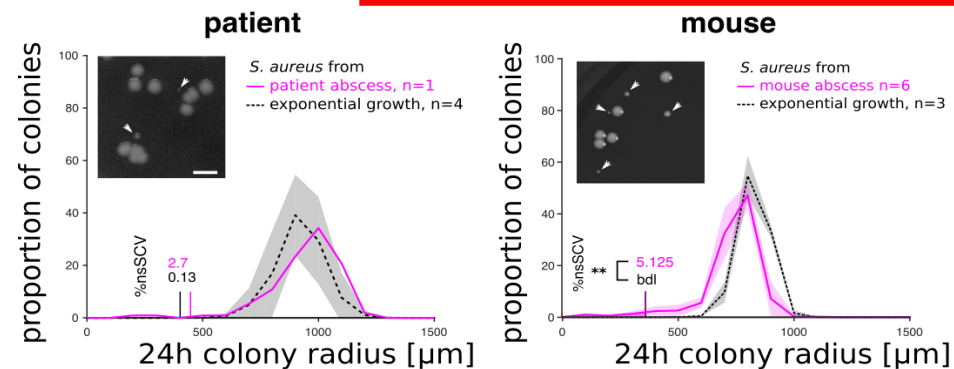 patient
proportion of colonies
100
80
60
40
20
0
S. aureus from
patient abscess, n=1
exponential growth, n=4
%nsSCV
2.7
0.13
0
500
1000
1500
24h colony radius [µm]
mouse
proportion of colonies
100
80
60
40
20
0
S. aureus from
mouse abscess n=6
exponential growth, n=3
%nsSCV
**
5.125
bdl
0
500
1000
1500
24h colony radius [µm]